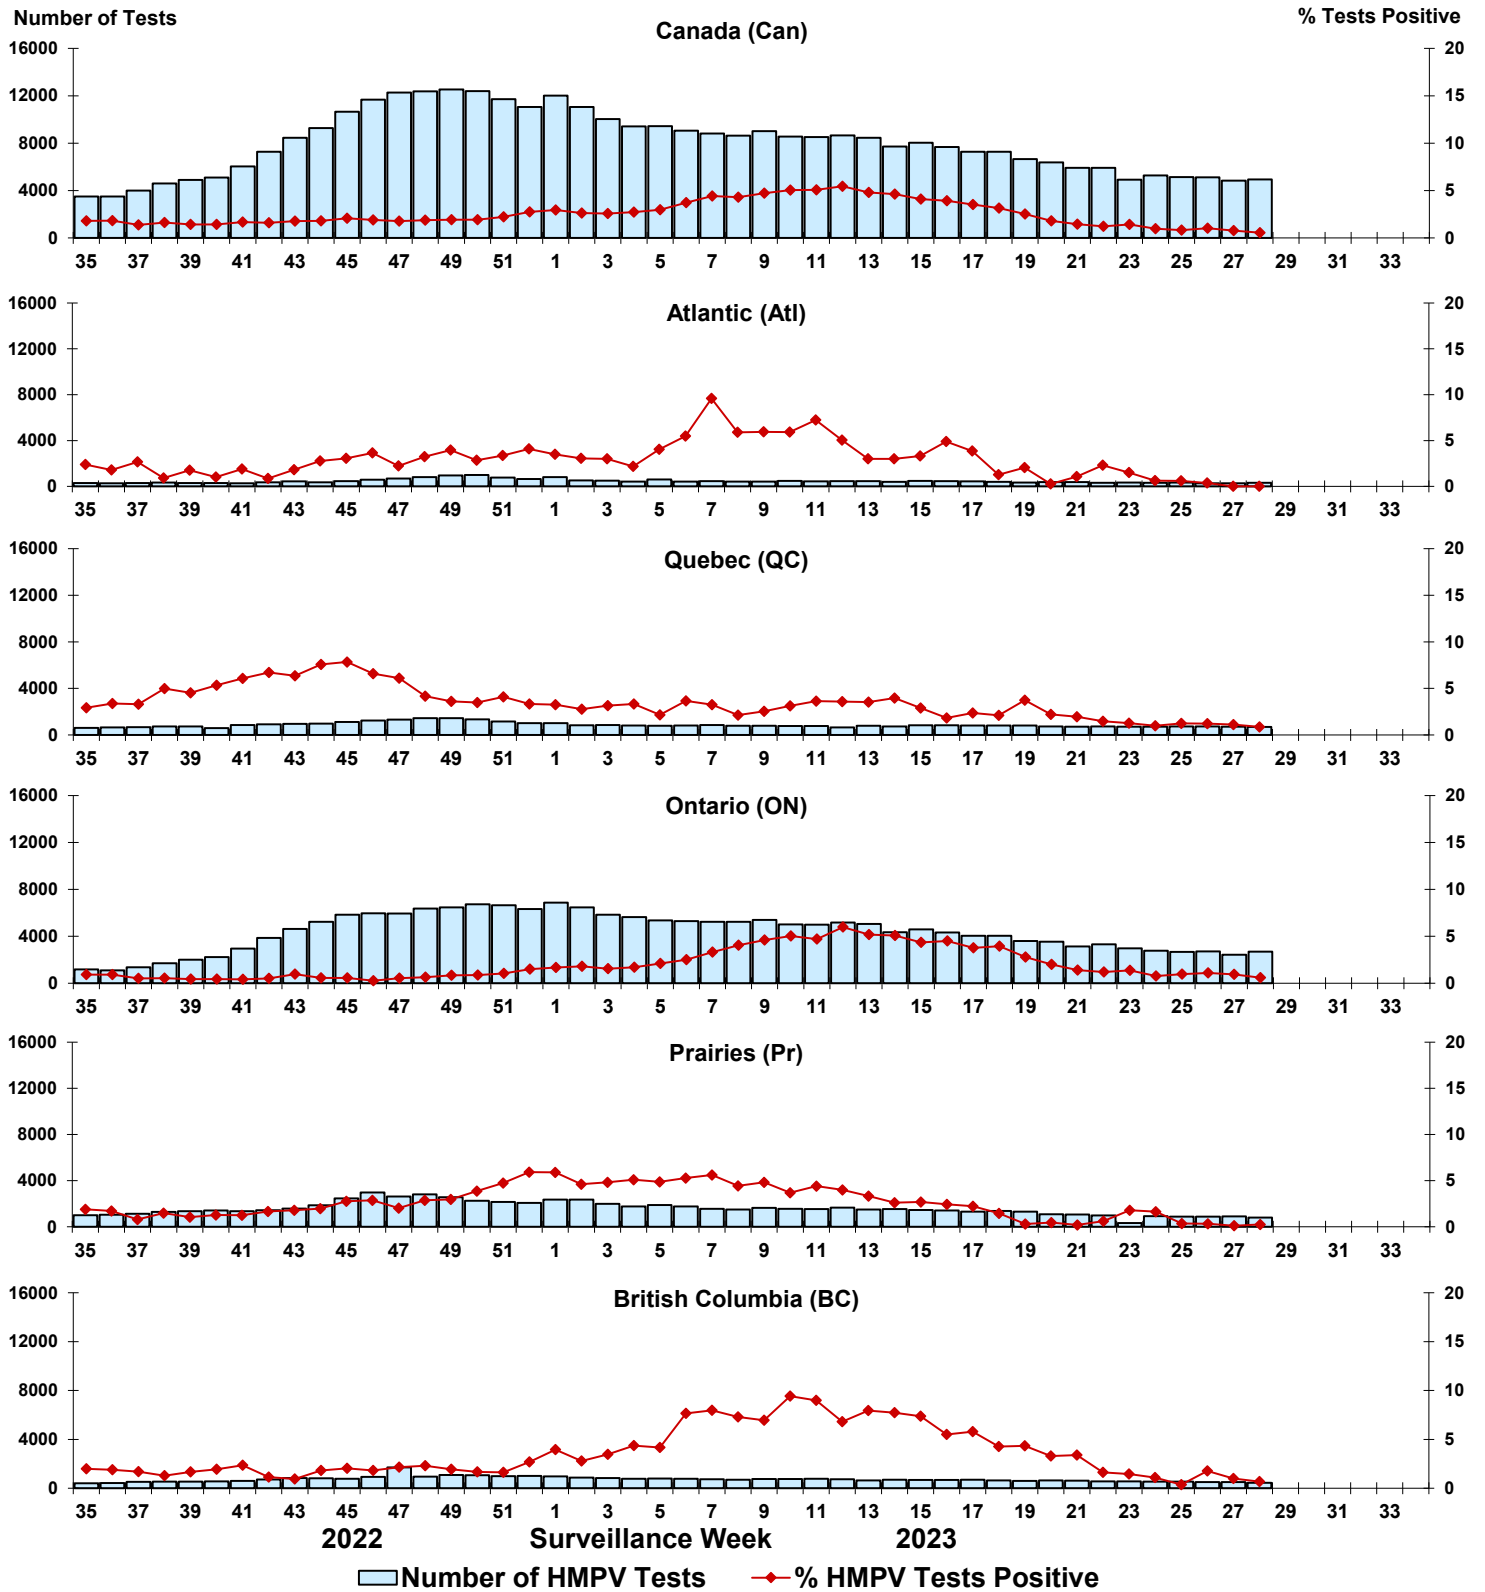 Number of Tests
% Tests Positive
Canada (Can)
16000 20
12000 15
8000 10
4000 5
0 0
35 37 39 41 43 45 47 49 51 1 3 5 7 9 11 13 15 17 19 21 23 25 27 29 31 33
Atlantic (Atl)
16000 20
12000 15
8000 10
4000 5
0 0
35 37 39 41 43 45 47 49 51 1 3 5 7 9 11 13 15 17 19 21 23 25 27 29 31 33
Quebec (QC)
16000 20
12000 15
8000 10
4000 5
0 0
35 37 39 41 43 45 47 49 51 1 3 5 7 9 11 13 15 17 19 21 23 25 27 29 31 33
Ontario (ON)
16000 20
12000 15
8000 10
4000 5
0 0
35 37 39 41 43 45 47 49 51 1 3 5 7 9 11 13 15 17 19 21 23 25 27 29 31 33
Prairies (Pr)
16000 20
12000 15
8000 10
4000 5
0 0
35 37 39 41 43 45 47 49 51 1 3 5 7 9 11 13 15 17 19 21 23 25 27 29 31 33
British Columbia (BC)
16000 20
12000 15
8000 10
4000 5
0 0
35 37 39 41 43 45 47 49 51 1 3 5 7 9 11 13 15 17 19 21 23 25 27 29 31 33
2022 Surveillance Week 2023
Number of HMPV Tests % HMPV Tests Positive